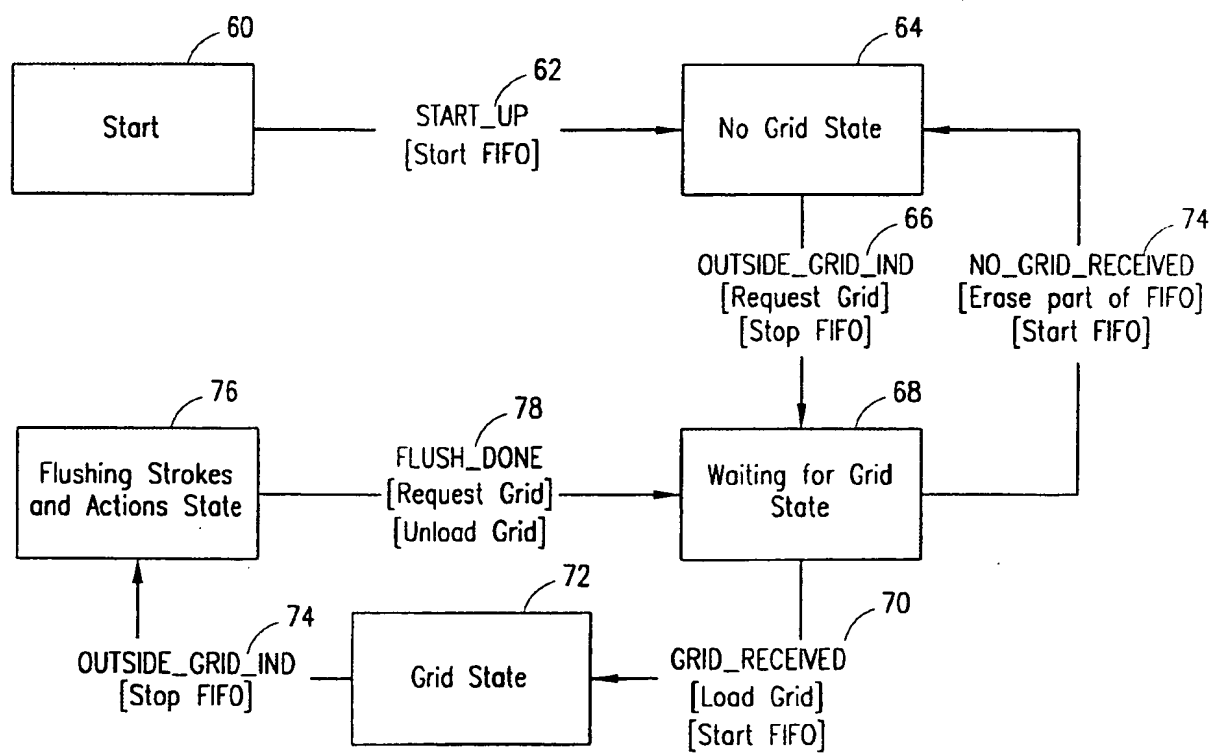 60
Start
62
START_UP
[Start FIFO]
64
No Grid State
66
OUTSIDE_GRID_IND
[Request Grid]
[Stop FIFO]
74
NO_GRID_RECEIVED
[Erase part of FIFO]
[Start FIFO]
76
Flushing Strokes
and Actions State
78
FLUSH_DONE
[Request Grid]
[Unload Grid]
68
Waiting for Grid
State
74
OUTSIDE_GRID_IND
[Stop FIFO]
72
Grid State
70
GRID_RECEIVED
[Load Grid]
[Start FIFO]